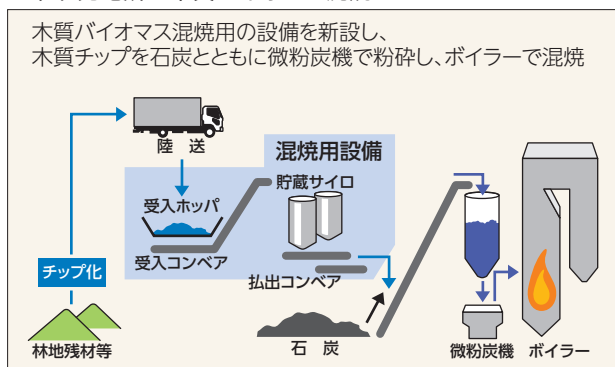 木質バイオマス混焼用の設備を新設し、
木質チップを石炭とともに微粉炭機で粉砕し、ボイラーで混焼
陸　送
混焼用設備
貯蔵サイロ
受入ホッパ
受入コンベア
チップ化
払出コンベア
林地残材等
石　炭
微粉炭機
ボイラー